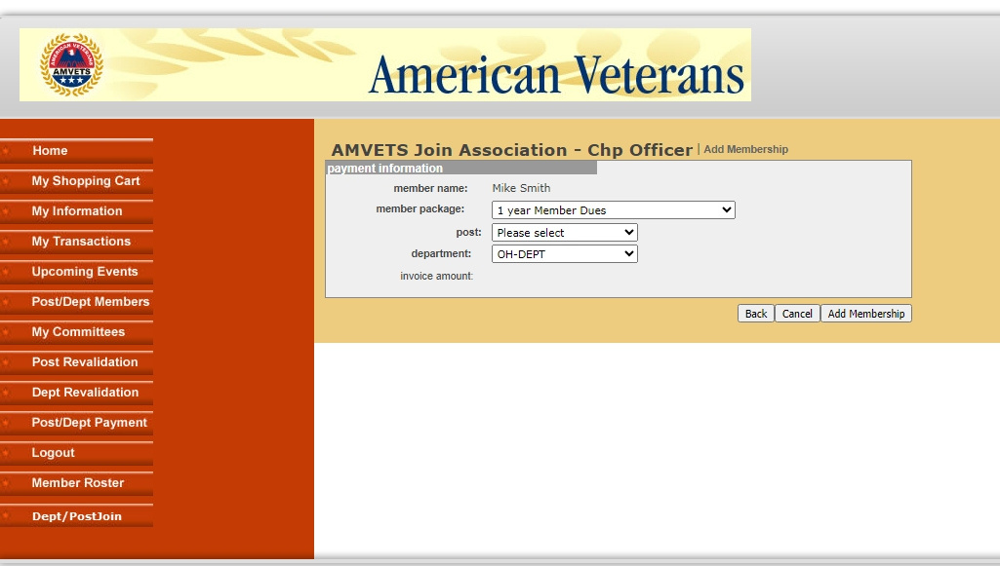 AMERICAN VETERANS
AMVETS
American Veterans
Home
My Shopping Cart
My Information
My Transactions
Upcoming Events
Post/Dept Members
My Committees
Post Revalidation
Dept Revalidation
Post/Dept Payment
Logout
Member Roster
Dept/PostJoin
AMVETS Join Association - Chp Officer | Add Membership
payment information
member name: Mike Smith
member package: 1 year Member Dues
post: Please select
department: OH-DEPT
invoice amount:
Back Cancel Add Membership